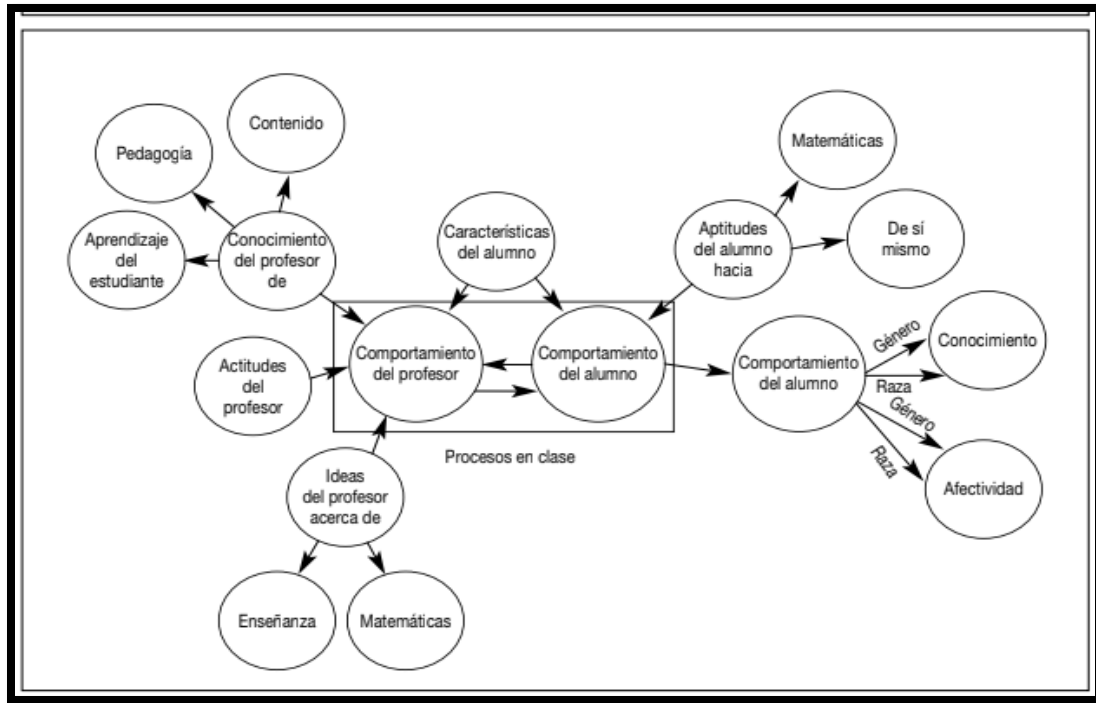 Contenido
Pedagogía
Matemáticas
Aprendizaje
del
estudiante
Conocimiento
del profesor
de
Características
del alumno
Aptitudes
del alumno
hacia
De sí
mismo
Actitudes
del
profesor
Comportamiento
del profesor
Comportamiento
del alumno
Comportamiento
del alumno
Género
Raza
Conocimiento
Género
Raza
Afectividad
Procesos en clase
Ideas
del profesor
acerca de
Enseñanza
Matemáticas